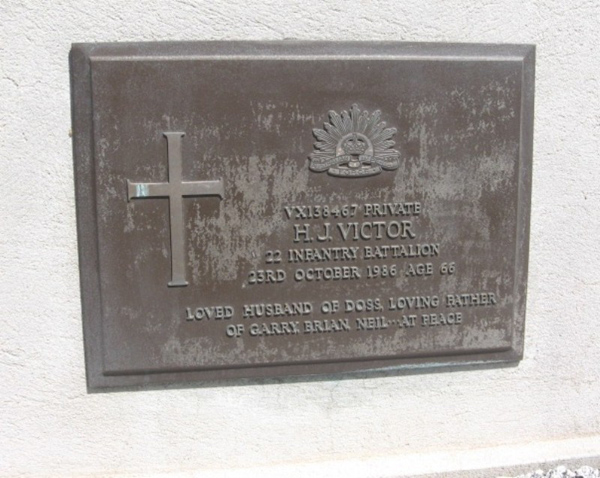 VX138467 PRIVATE
H. J. VICTOR
22 INFANTRY BATTALION
23RD OCTOBER 1986 AGE 66
LOVED HUSBAND OF DOSS, LOVING FATHER
OF GARRY, BRIAN, NEIL---AT PEACE